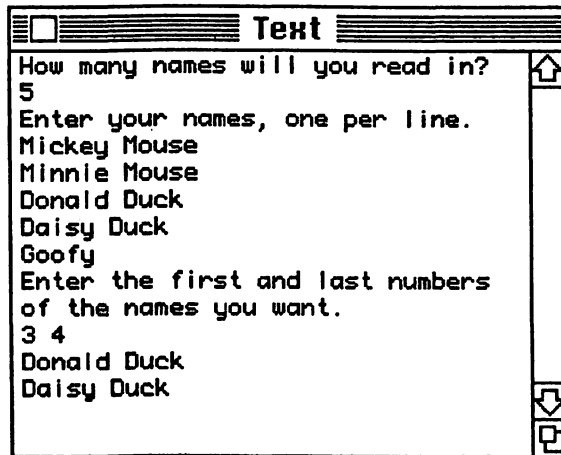 Text
How many names will you read in?
5
Enter your names, one per line.
Mickey Mouse
Minnie Mouse
Donald Duck
Daisy Duck
Goofy
Enter the first and last numbers
of the names you want.
3 4
Donald Duck
Daisy Duck